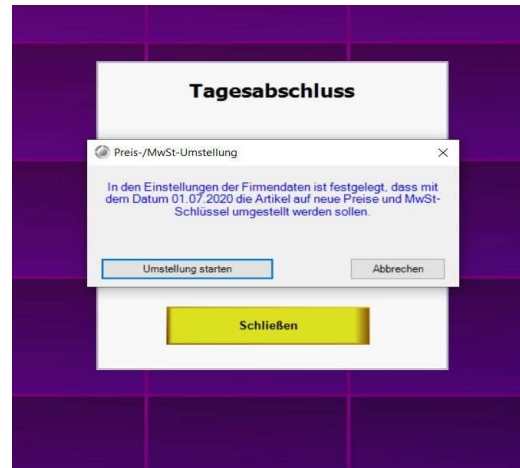 Tagesabschluss
Preis-/MwSt-Umstellung
In den Einstellungen der Firmendaten ist festgelegt, dass mit
dem Datum 01.07.2020 die Artikel auf neue Preise und MwSt-
Schlüssel umgestellt werden sollen.
Umstellung starten
Abbrechen
Schließen